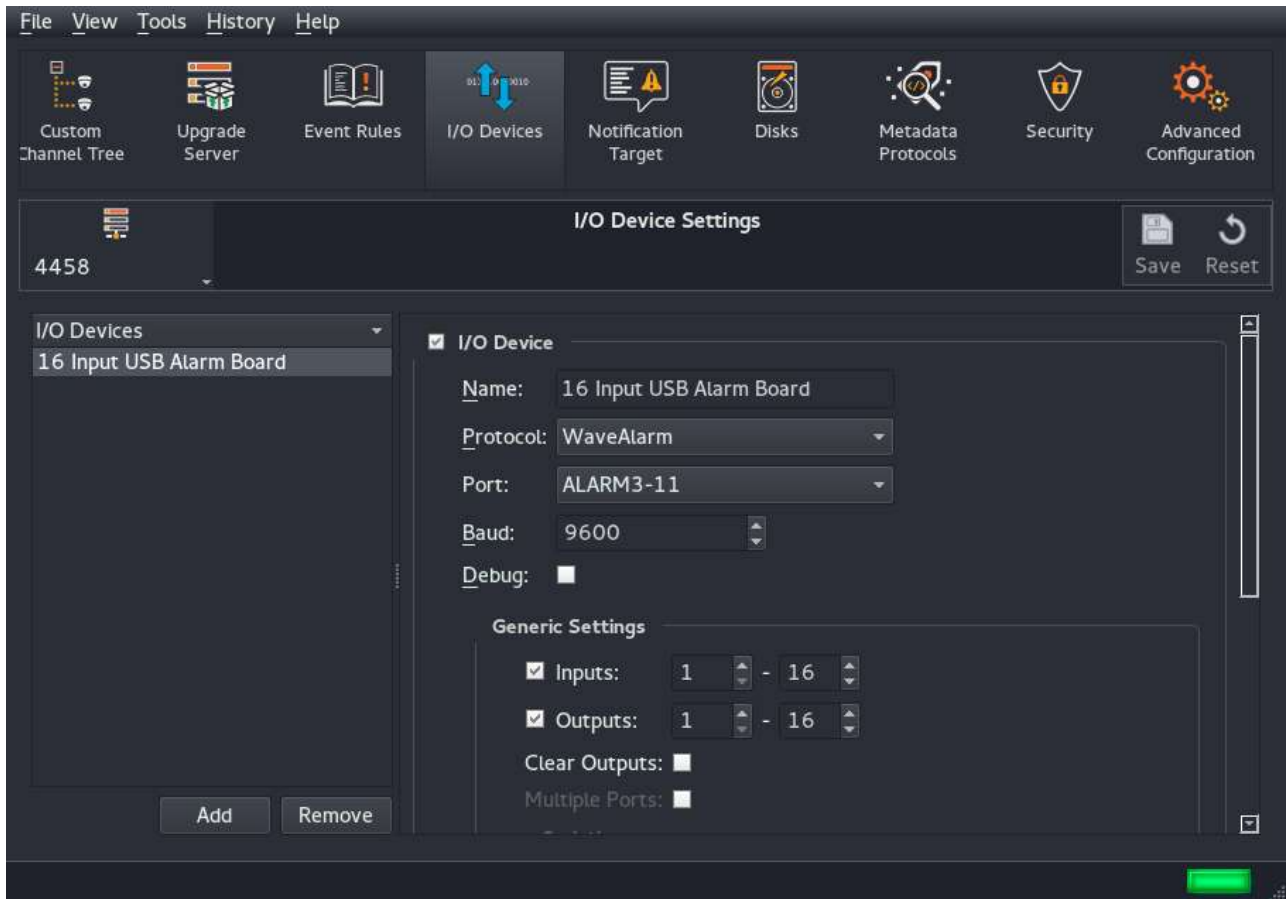 File View Tools History Help
Custom
Channel Tree
Upgrade
Server
Event Rules
I/O Devices
Notification
Target
Disks
Metadata
Protocols
Security
Advanced
Configuration
4458
I/O Device Settings
Save Reset
I/O Devices
16 Input USB Alarm Board
I/O Device
Name: 16 Input USB Alarm Board
Protocol: WaveAlarm
Port: ALARM3-11
Baud: 9600
Debug:
Generic Settings
Inputs: 1 - 16
Outputs: 1 - 16
Clear Outputs:
Multiple Ports:
Add Remove